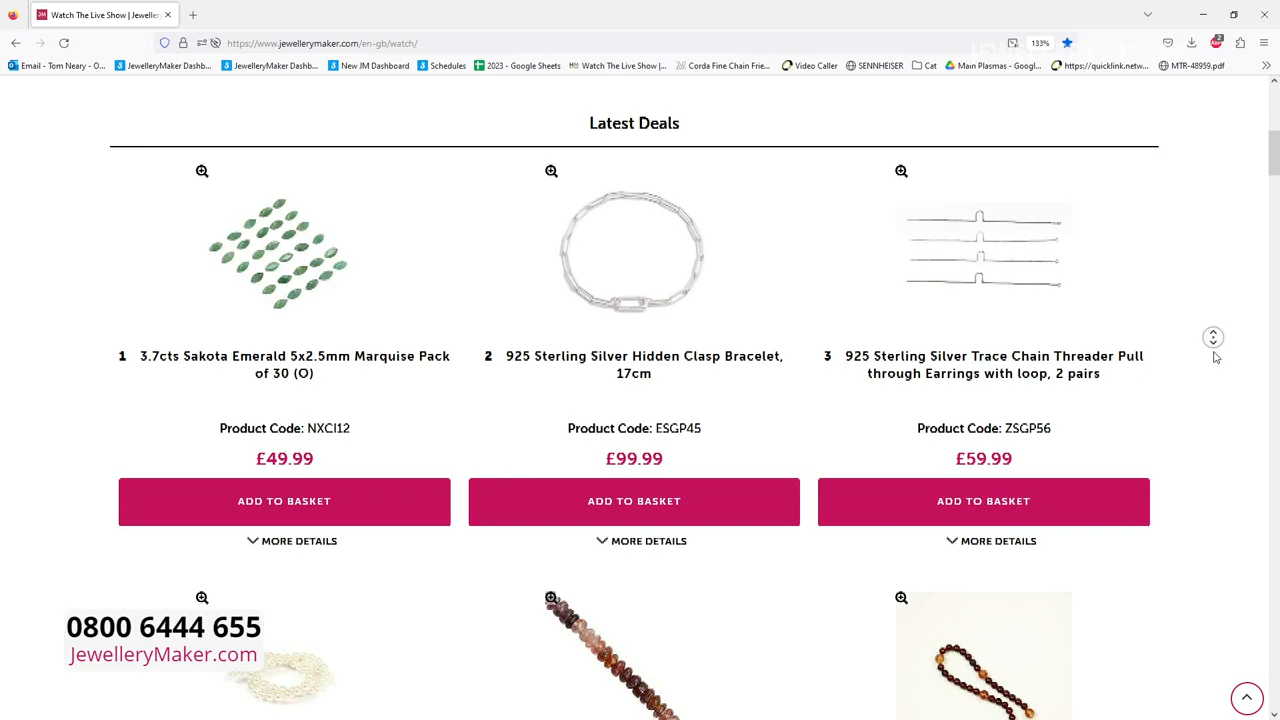 Watch The Live Show | Jeweller
https://www.jewellerymaker.com/en-gb/watch/
133%
2
Email - Tom Neary - O...
JewelleryMaker Dashb...
JewelleryMaker Dashb...
New JM Dashboard
Schedules
2023 - Google Sheets
Watch The Live Show |...
Corda Fine Chain Frie...
Video Caller
SENNHEISER
Cat
Main Plasmas - Googl...
https://quicklink.netw...
MTR-48959.pdf
Latest Deals
1 3.7cts Sakota Emerald 5x2.5mm Marquise Pack
of 30 (O)
Product Code: NXCI12
£49.99
ADD TO BASKET
MORE DETAILS
2 925 Sterling Silver Hidden Clasp Bracelet,
17cm
Product Code: ESGP45
£99.99
ADD TO BASKET
MORE DETAILS
3 925 Sterling Silver Trace Chain Threader Pull
through Earrings with loop, 2 pairs
Product Code: ZSGP56
£59.99
ADD TO BASKET
MORE DETAILS
0800 6444 655
JewelleryMaker.com